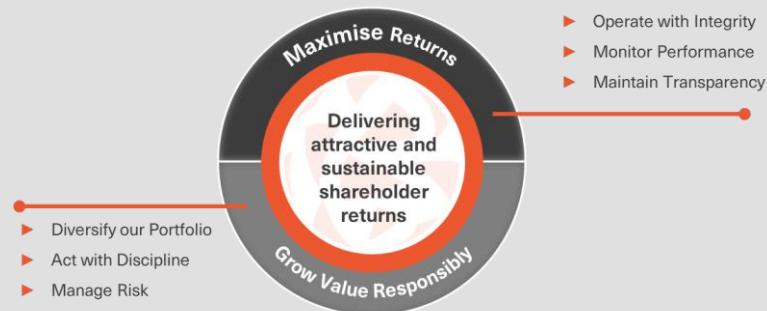 Maximise Returns
Operate with Integrity
Monitor Performance
Maintain Transparency
Delivering
attractive and
sustainable
shareholder
returns
Diversify our Portfolio
Act with Discipline
Manage Risk
Grow Value Responsibly